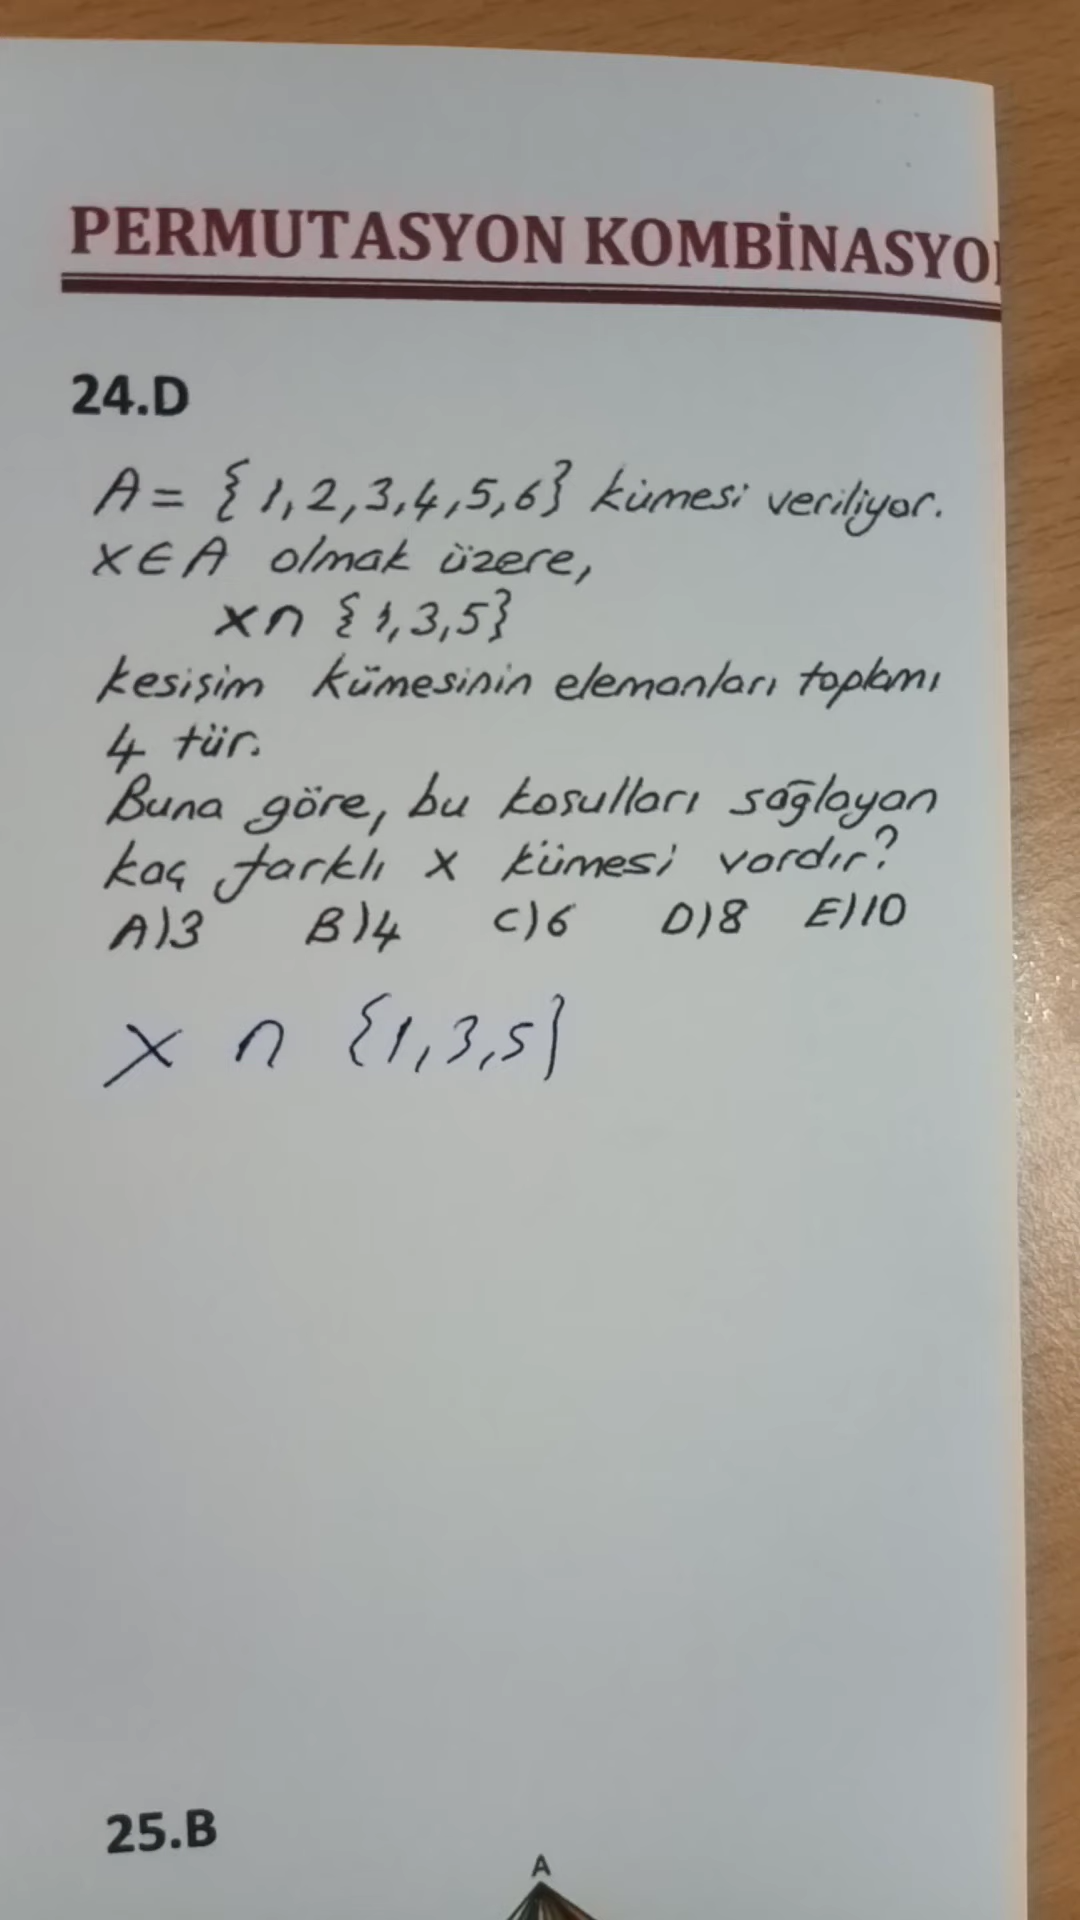 PERMUTASYON KOMBİNASYO
24.D
A = {1,2,3,4,5,6} kümesi veriliyor.
X∈A olmak üzere,
X∩ {1,3,5}
kesişim kümesinin elemanları toplamı
4 tür.
Buna göre, bu koşulları sağlayan
kaç farklı X kümesi vardır?
A)3 B)4 C)6 D)8 E)10
X ∩ {1,3,5}
25.B
A